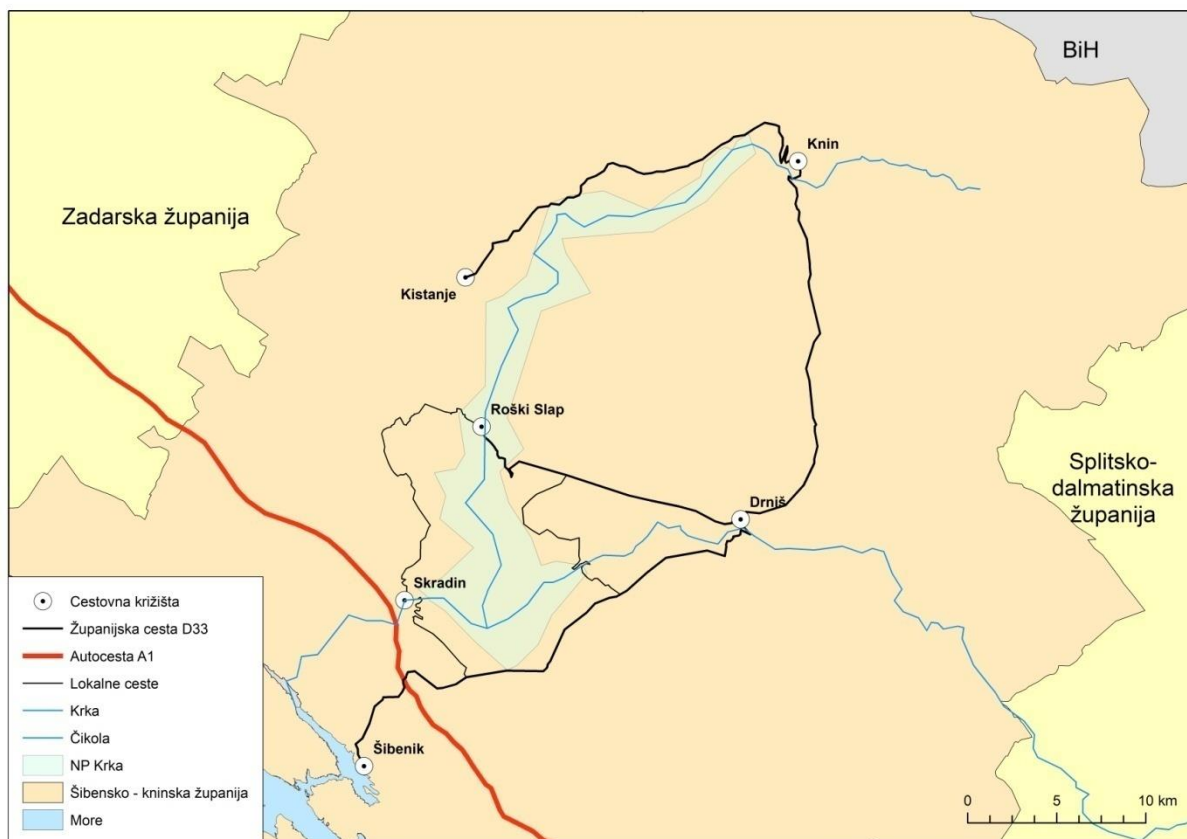 BiH
Knin
Zadarska županija
Kistanje
Roški Slap
Splitsko-
dalmatinska
županija
Drniš
Skradin
Šibenik
Cestovna križišta
Županijska cesta D33
Autocesta A1
Lokalne ceste
Krka
Čikola
NP Krka
Šibensko - kninska županija
More
0 5 10 km